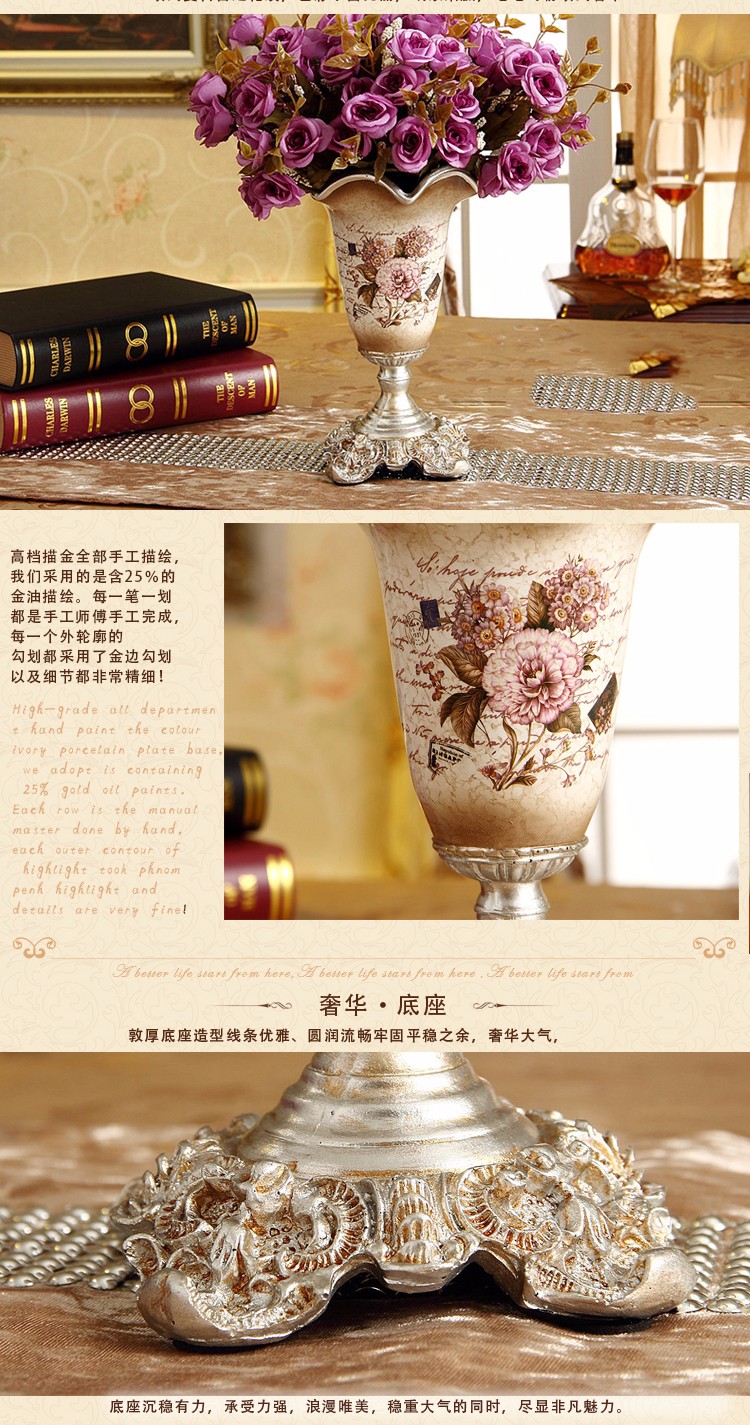 CHARLES
DARWIN
THE
DESCENT
OF
MAN
CHARLES
DARWIN
THE
DESCENT
OF
MAN
高档描金全部手工描绘，
我们采用的是含25%的
金油描绘。每一笔一划
都是手工师傅手工完成，
每一个外轮廓的
勾划都采用了金边勾划
以及细节都非常精细！
High-grade all departmen
t hand paint the colour
ivory porcelain plate base,
we adopt is containing
25% gold oil paints.
Each row is the manual
master done by hand,
each outer contour of
highlight took phnom
penh highlight and
details are very fine!
Si hoje puede
A better life start from here, A better life start from here . A better life start from
奢华·底座
敦厚底座造型线条优雅、圆润流畅牢固平稳之余，奢华大气，
底座沉稳有力，承受力强，浪漫唯美，稳重大气的同时，尽显非凡魅力。